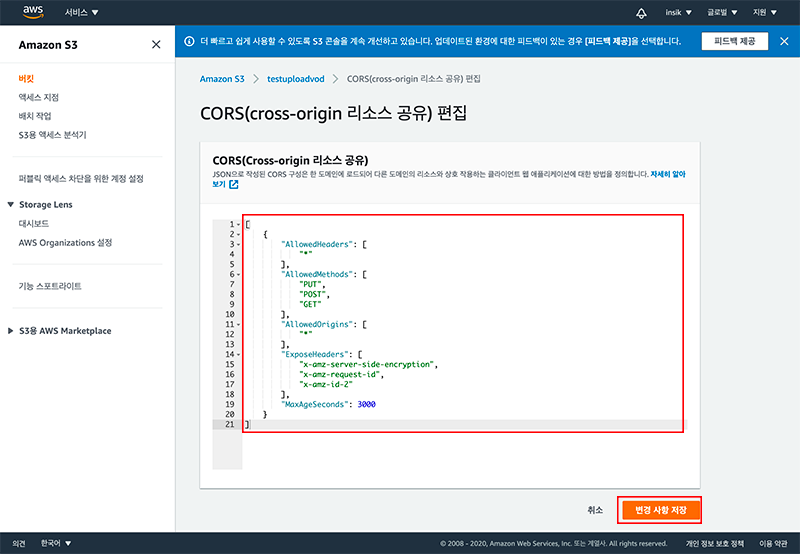 aws 서비스 insik 글로벌 지원
Amazon S3
더 빠르고 쉽게 사용할 수 있도록 S3 콘솔을 계속 개선하고 있습니다. 업데이트된 환경에 대한 피드백이 있는 경우 [피드백 제공]을 선택합니다. 피드백 제공
버킷
액세스 지점
배치 작업
S3용 액세스 분석기
퍼블릭 액세스 차단을 위한 계정 설정
Storage Lens
대시보드
AWS Organizations 설정
기능 스포트라이트
S3용 AWS Marketplace
Amazon S3 testuploadvod CORS(cross-origin 리소스 공유) 편집
CORS(cross-origin 리소스 공유) 편집
CORS(Cross-origin 리소스 공유)
JSON으로 작성된 CORS 구성은 한 도메인에 로드되어 다른 도메인의 리소스와 상호 작용하는 클라이언트 웹 애플리케이션에 대한 방법을 정의합니다. 자세히 알아
보기
1 [
2 {
3 "AllowedHeaders": [
4 "*"
5 ],
6 "AllowedMethods": [
7 "PUT",
8 "POST",
9 "GET"
10 ],
11 "AllowedOrigins": [
12 "*"
13 ],
14 "ExposeHeaders": [
15 "x-amz-server-side-encryption",
16 "x-amz-request-id",
17 "x-amz-id-2"
18 ],
19 "MaxAgeSeconds": 3000
20 }
21 ]
취소 변경 사항 저장
의견 한국어 © 2008 - 2020, Amazon Web Services, Inc. 또는 계열사. All rights reserved. 개인 정보 보호 정책 이용 약관